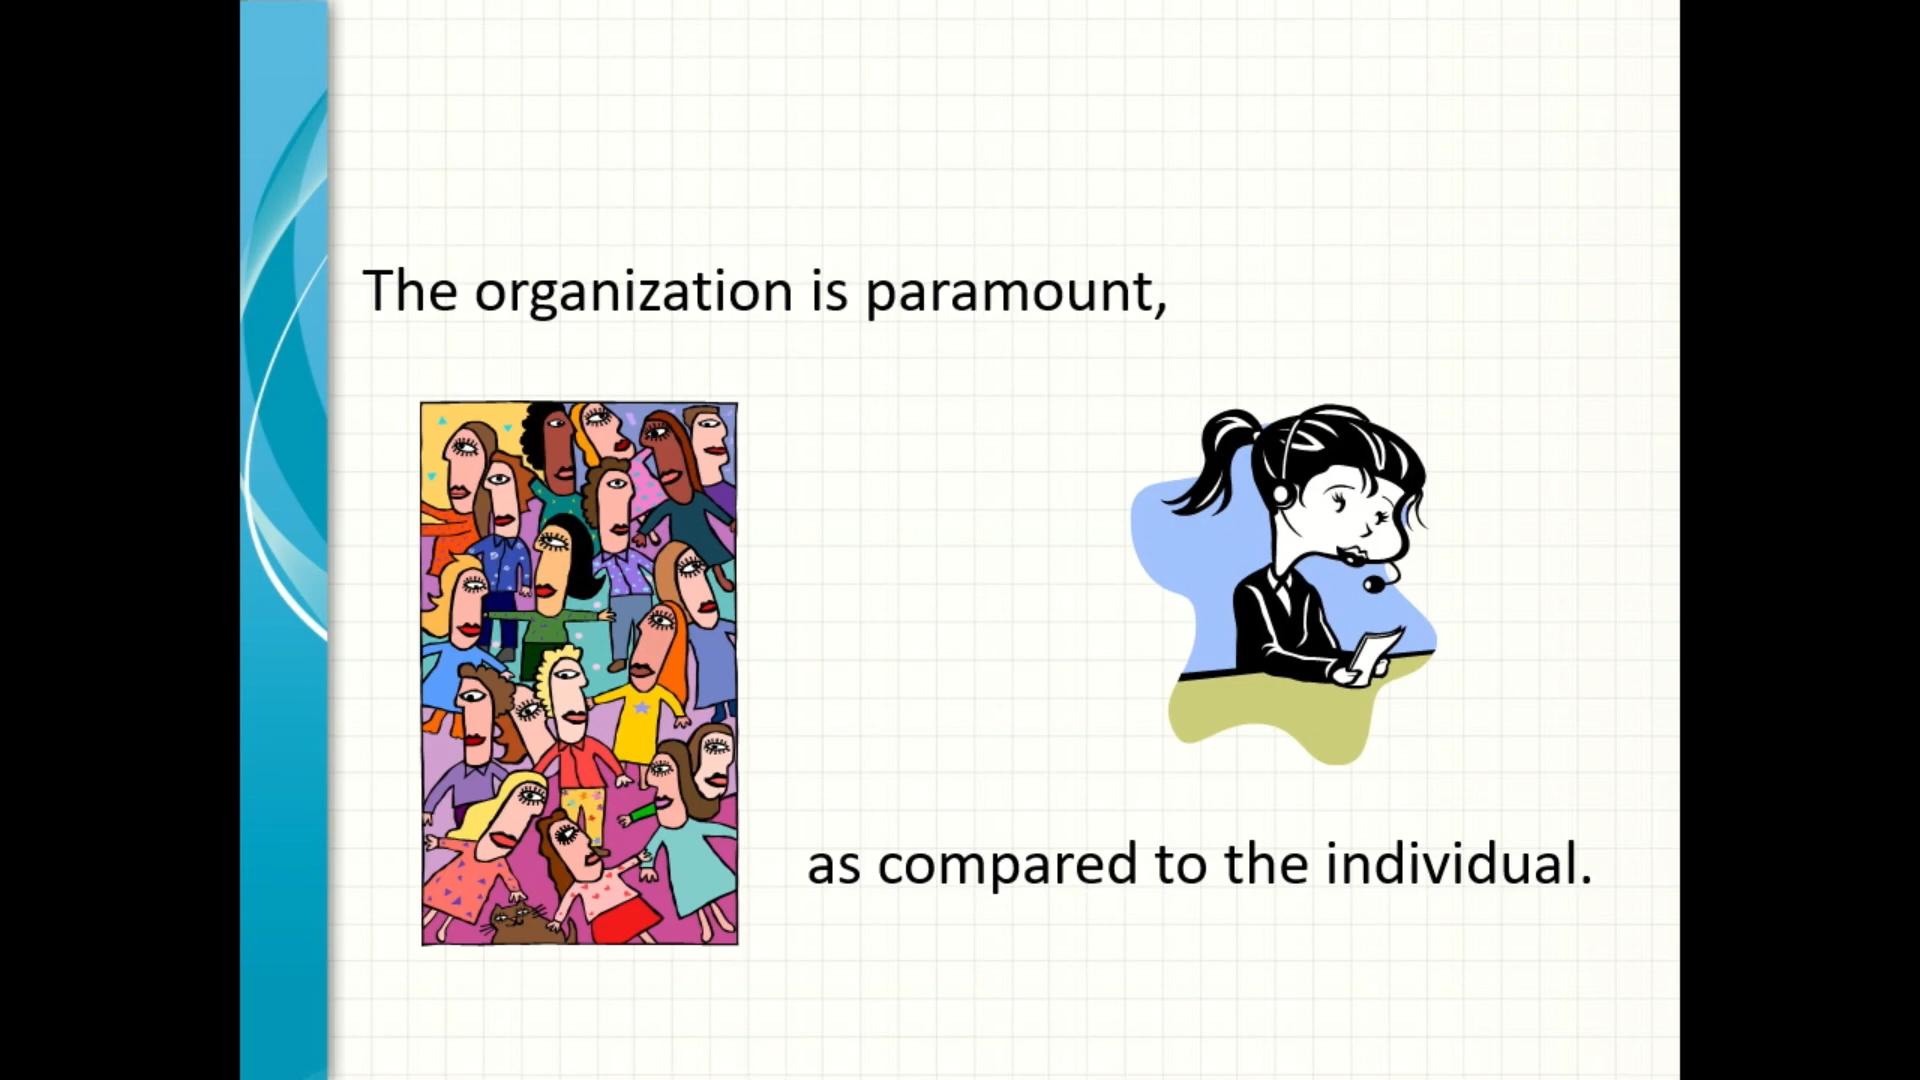 The organization is paramount,
as compared to the individual.